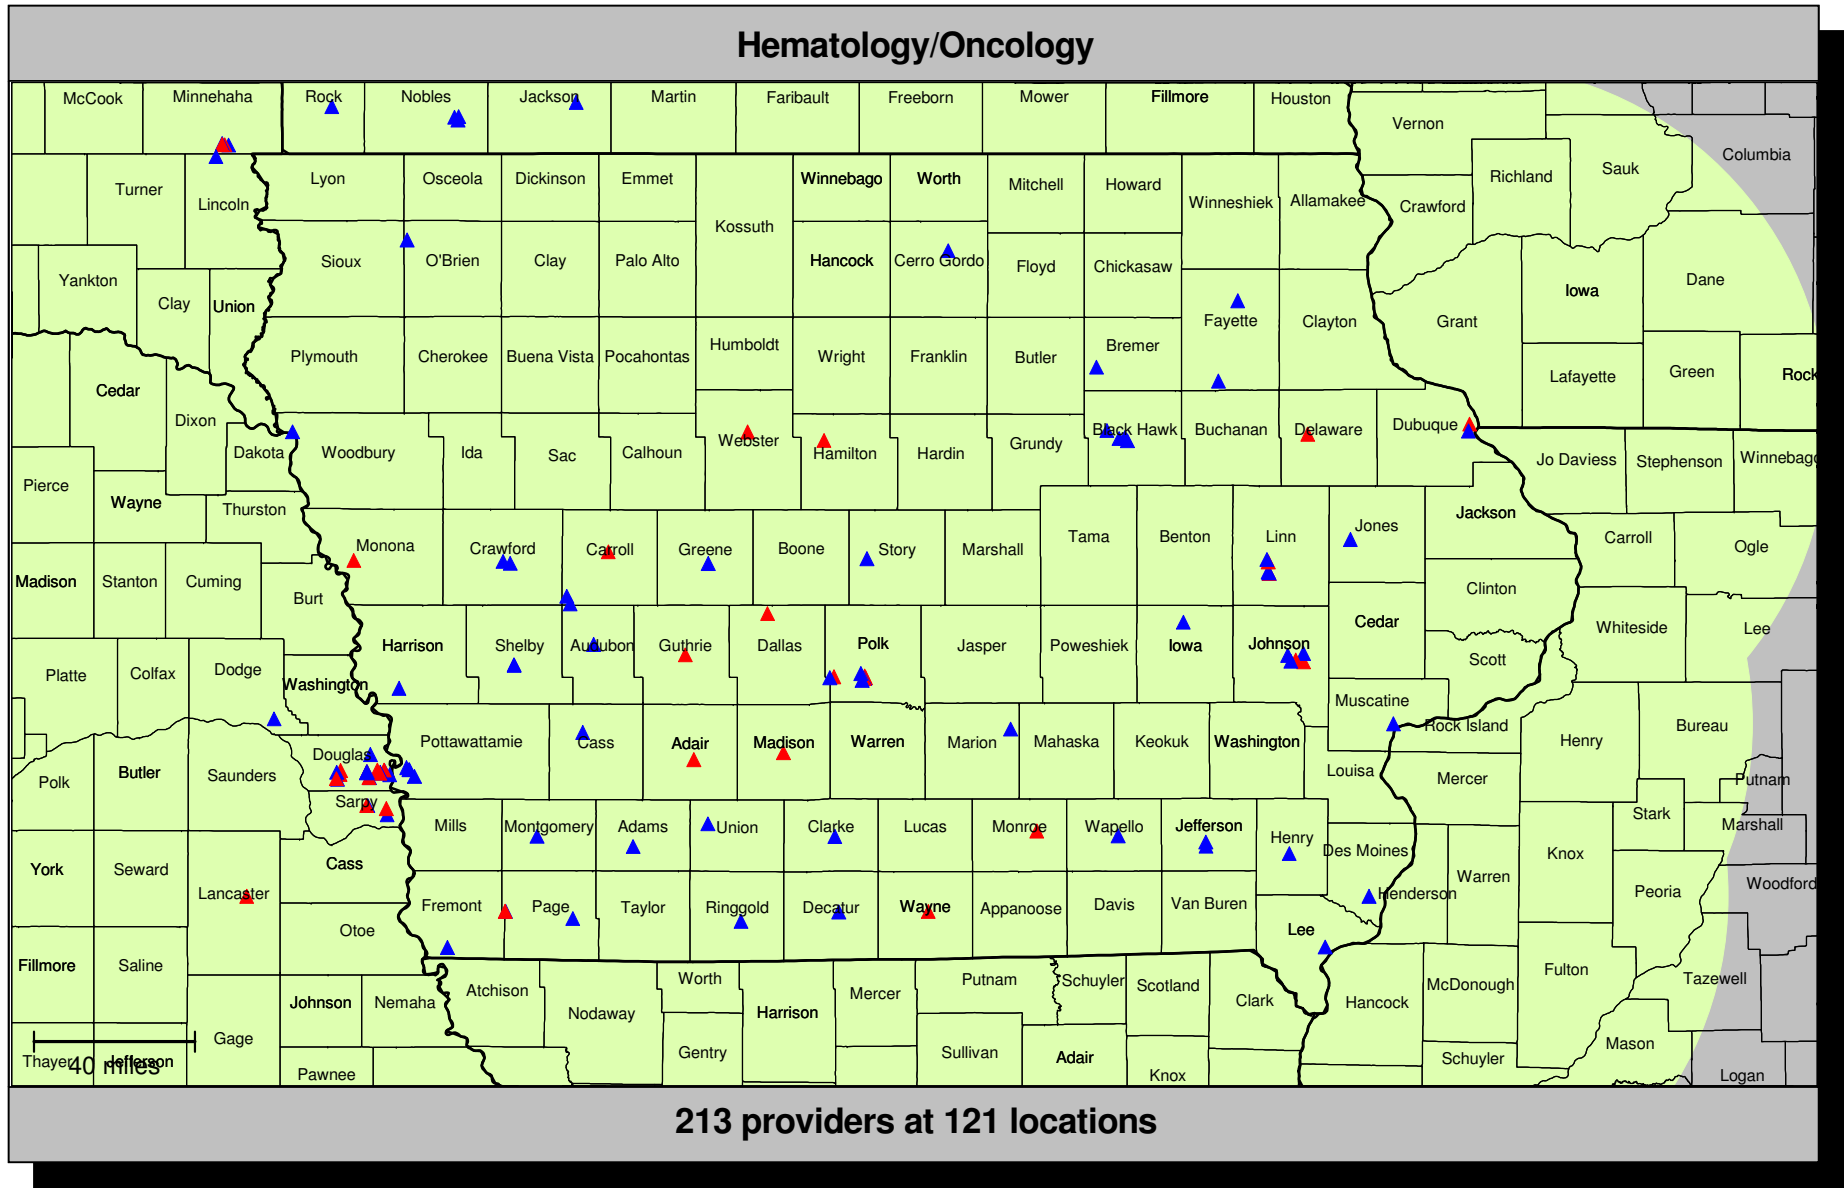 Hematology/Oncology
McCook
Minnehaha
Rock
Nobles
Jackson
Martin
Faribault
Freeborn
Mower
Fillmore
Houston
Vernon
Columbia
Turner
Lincoln
Lyon
Osceola
Dickinson
Emmet
Kossuth
Winnebago
Worth
Mitchell
Howard
Winneshiek
Allamakee
Crawford
Richland
Sauk
Yankton
Clay
Union
Sioux
O'Brien
Clay
Palo Alto
Hancock
Cerro Gordo
Floyd
Chickasaw
Fayette
Clayton
Grant
Iowa
Dane
Cedar
Dixon
Plymouth
Cherokee
Buena Vista
Pocahontas
Humboldt
Wright
Franklin
Butler
Bremer
Lafayette
Green
Rock
Pierce
Wayne
Dakota
Woodbury
Ida
Sac
Calhoun
Webster
Hamilton
Hardin
Grundy
Black Hawk
Buchanan
Delaware
Dubuque
Jo Daviess
Stephenson
Winnebago
Thurston
Madison
Stanton
Cuming
Burt
Monona
Crawford
Carroll
Greene
Boone
Story
Marshall
Tama
Benton
Linn
Jones
Jackson
Carroll
Ogle
Clinton
Platte
Colfax
Dodge
Washington
Harrison
Shelby
Audubon
Guthrie
Dallas
Polk
Jasper
Poweshiek
Iowa
Johnson
Cedar
Scott
Whiteside
Lee
Muscatine
Rock Island
Henry
Bureau
Polk
Butler
Saunders
Douglas
Sarpy
Pottawattamie
Cass
Adair
Madison
Warren
Marion
Mahaska
Keokuk
Washington
Louisa
Mercer
Putnam
Stark
Marshall
York
Seward
Lancaster
Cass
Mills
Montgomery
Adams
Union
Clarke
Lucas
Monroe
Wapello
Jefferson
Henry
Des Moines
Henderson
Warren
Knox
Peoria
Woodford
Otoe
Fremont
Page
Taylor
Ringgold
Decatur
Wayne
Appanoose
Davis
Van Buren
Lee
Fillmore
Saline
Johnson
Nemaha
Atchison
Nodaway
Worth
Harrison
Mercer
Putnam
Schuyler
Scotland
Clark
Hancock
McDonough
Fulton
Tazewell
Thayer
Jefferson
Gage
Pawnee
Gentry
Sullivan
Adair
Knox
Schuyler
Mason
Logan
40 miles
213 providers at 121 locations